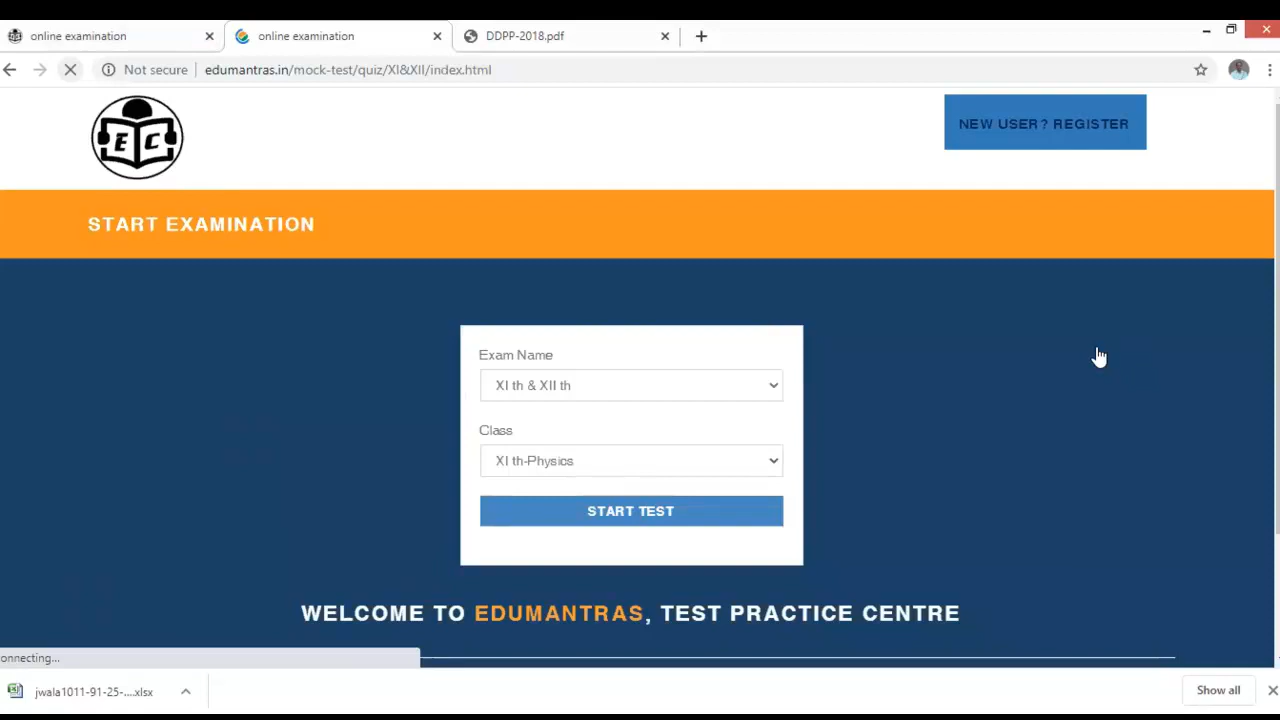 online examination
online examination
DDPP-2018.pdf
Not secure
edumantras.in/mock-test/quiz/XI&XII/index.html
E C
NEW USER? REGISTER
START EXAMINATION
Exam Name
XI th & XII th
Class
XI th-Physics
START TEST
WELCOME TO EDUMANTRAS, TEST PRACTICE CENTRE
onnecting...
jwala1011-91-25-....xlsx
Show all